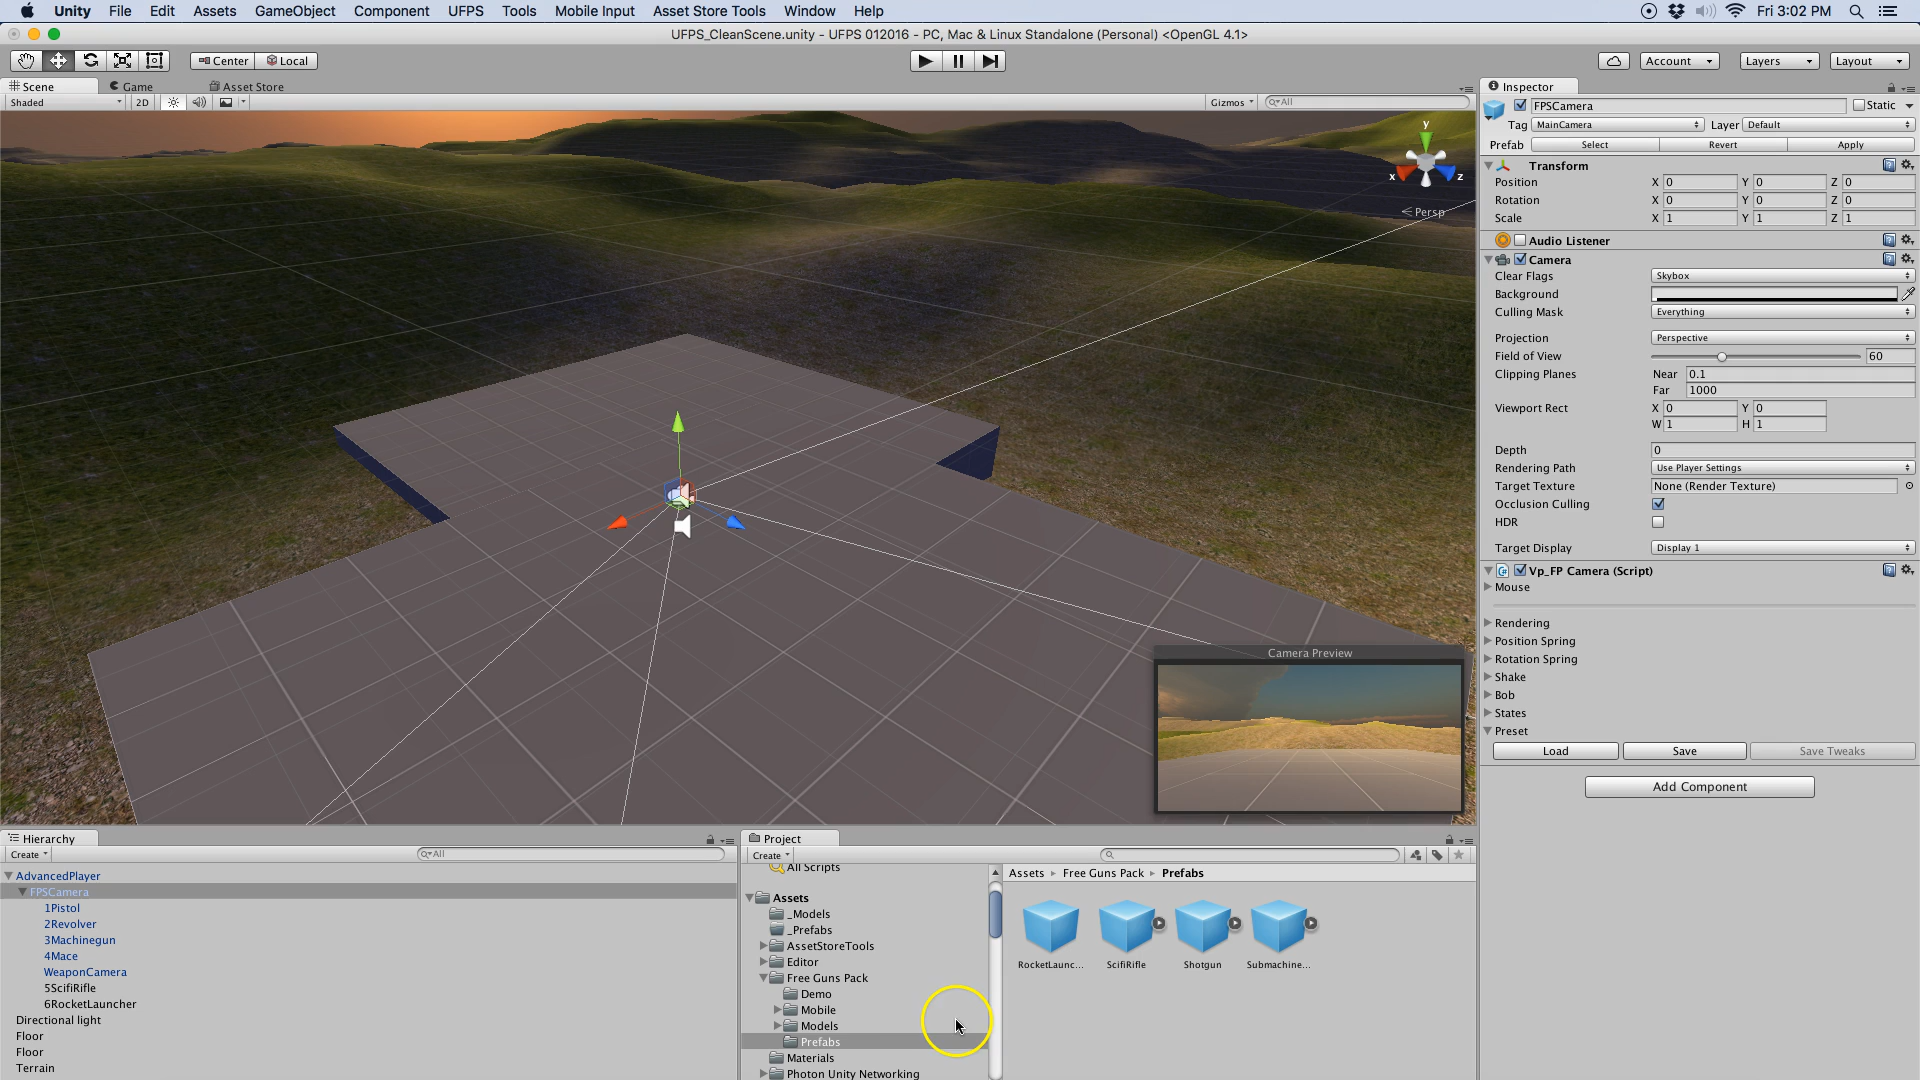 Unity File Edit Assets GameObject Component UFPS Tools Mobile Input Asset Store Tools Window Help Fri 3:02 PM
UFPS_CleanScene.unity - UFPS 012016 - PC, Mac & Linux Standalone (Personal) <OpenGL 4.1>
Center Local Account Layers Layout
Scene Game Asset Store
Shaded 2D Gizmos All
y
x z
Persp
Camera Preview
Inspector
FPSCamera Static
Tag MainCamera Layer Default
Prefab Select Revert Apply
Transform
Position X 0 Y 0 Z 0
Rotation X 0 Y 0 Z 0
Scale X 1 Y 1 Z 1
Audio Listener
Camera
Clear Flags Skybox
Background
Culling Mask Everything
Projection Perspective
Field of View 60
Clipping Planes Near 0.1
Far 1000
Viewport Rect X 0 Y 0
W 1 H 1
Depth 0
Rendering Path Use Player Settings
Target Texture None (Render Texture)
Occlusion Culling
HDR
Target Display Display 1
Vp_FP Camera (Script)
Mouse
Rendering
Position Spring
Rotation Spring
Shake
Bob
States
Preset
Load Save Save Tweaks
Add Component
Hierarchy
Create All
AdvancedPlayer
FPSCamera
1Pistol
2Revolver
3Machinegun
4Mace
WeaponCamera
5ScifiRifle
6RocketLauncher
Directional light
Floor
Floor
Terrain
Project
Create
All Scripts
Assets
_Models
_Prefabs
AssetStoreTools
Editor
Free Guns Pack
Demo
Mobile
Models
Prefabs
Materials
Photon Unity Networking
Assets Free Guns Pack Prefabs
RocketLaunc... ScifiRifle Shotgun Submachine...